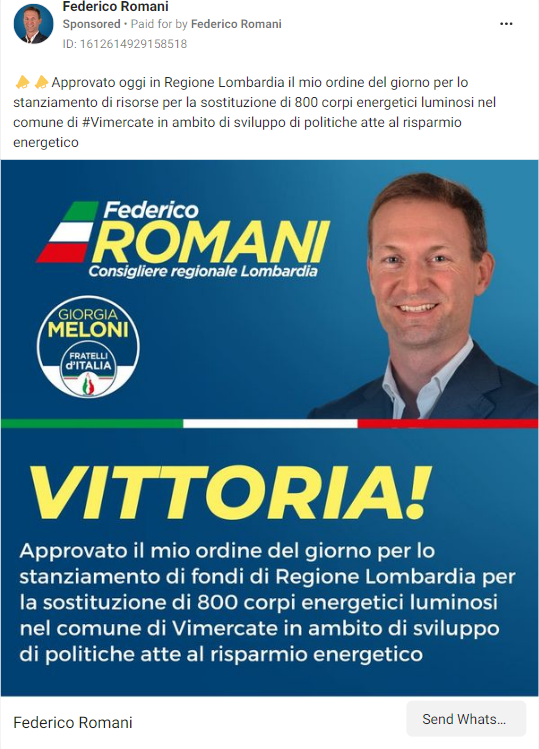 Federico Romani
Sponsored • Paid for by Federico Romani
ID: 1612614929158518
Approvato oggi in Regione Lombardia il mio ordine del giorno per lo
stanziamento di risorse per la sostituzione di 800 corpi energetici luminosi nel
comune di #Vimercate in ambito di sviluppo di politiche atte al risparmio
energetico
Federico
ROMANI
Consigliere regionale Lombardia
GIORGIA
MELONI
FRATELLI
d'ITALIA
VITTORIA!
Approvato il mio ordine del giorno per lo
stanziamento di fondi di Regione Lombardia per
la sostituzione di 800 corpi energetici luminosi
nel comune di Vimercate in ambito di sviluppo
di politiche atte al risparmio energetico
Federico Romani
Send Whats...